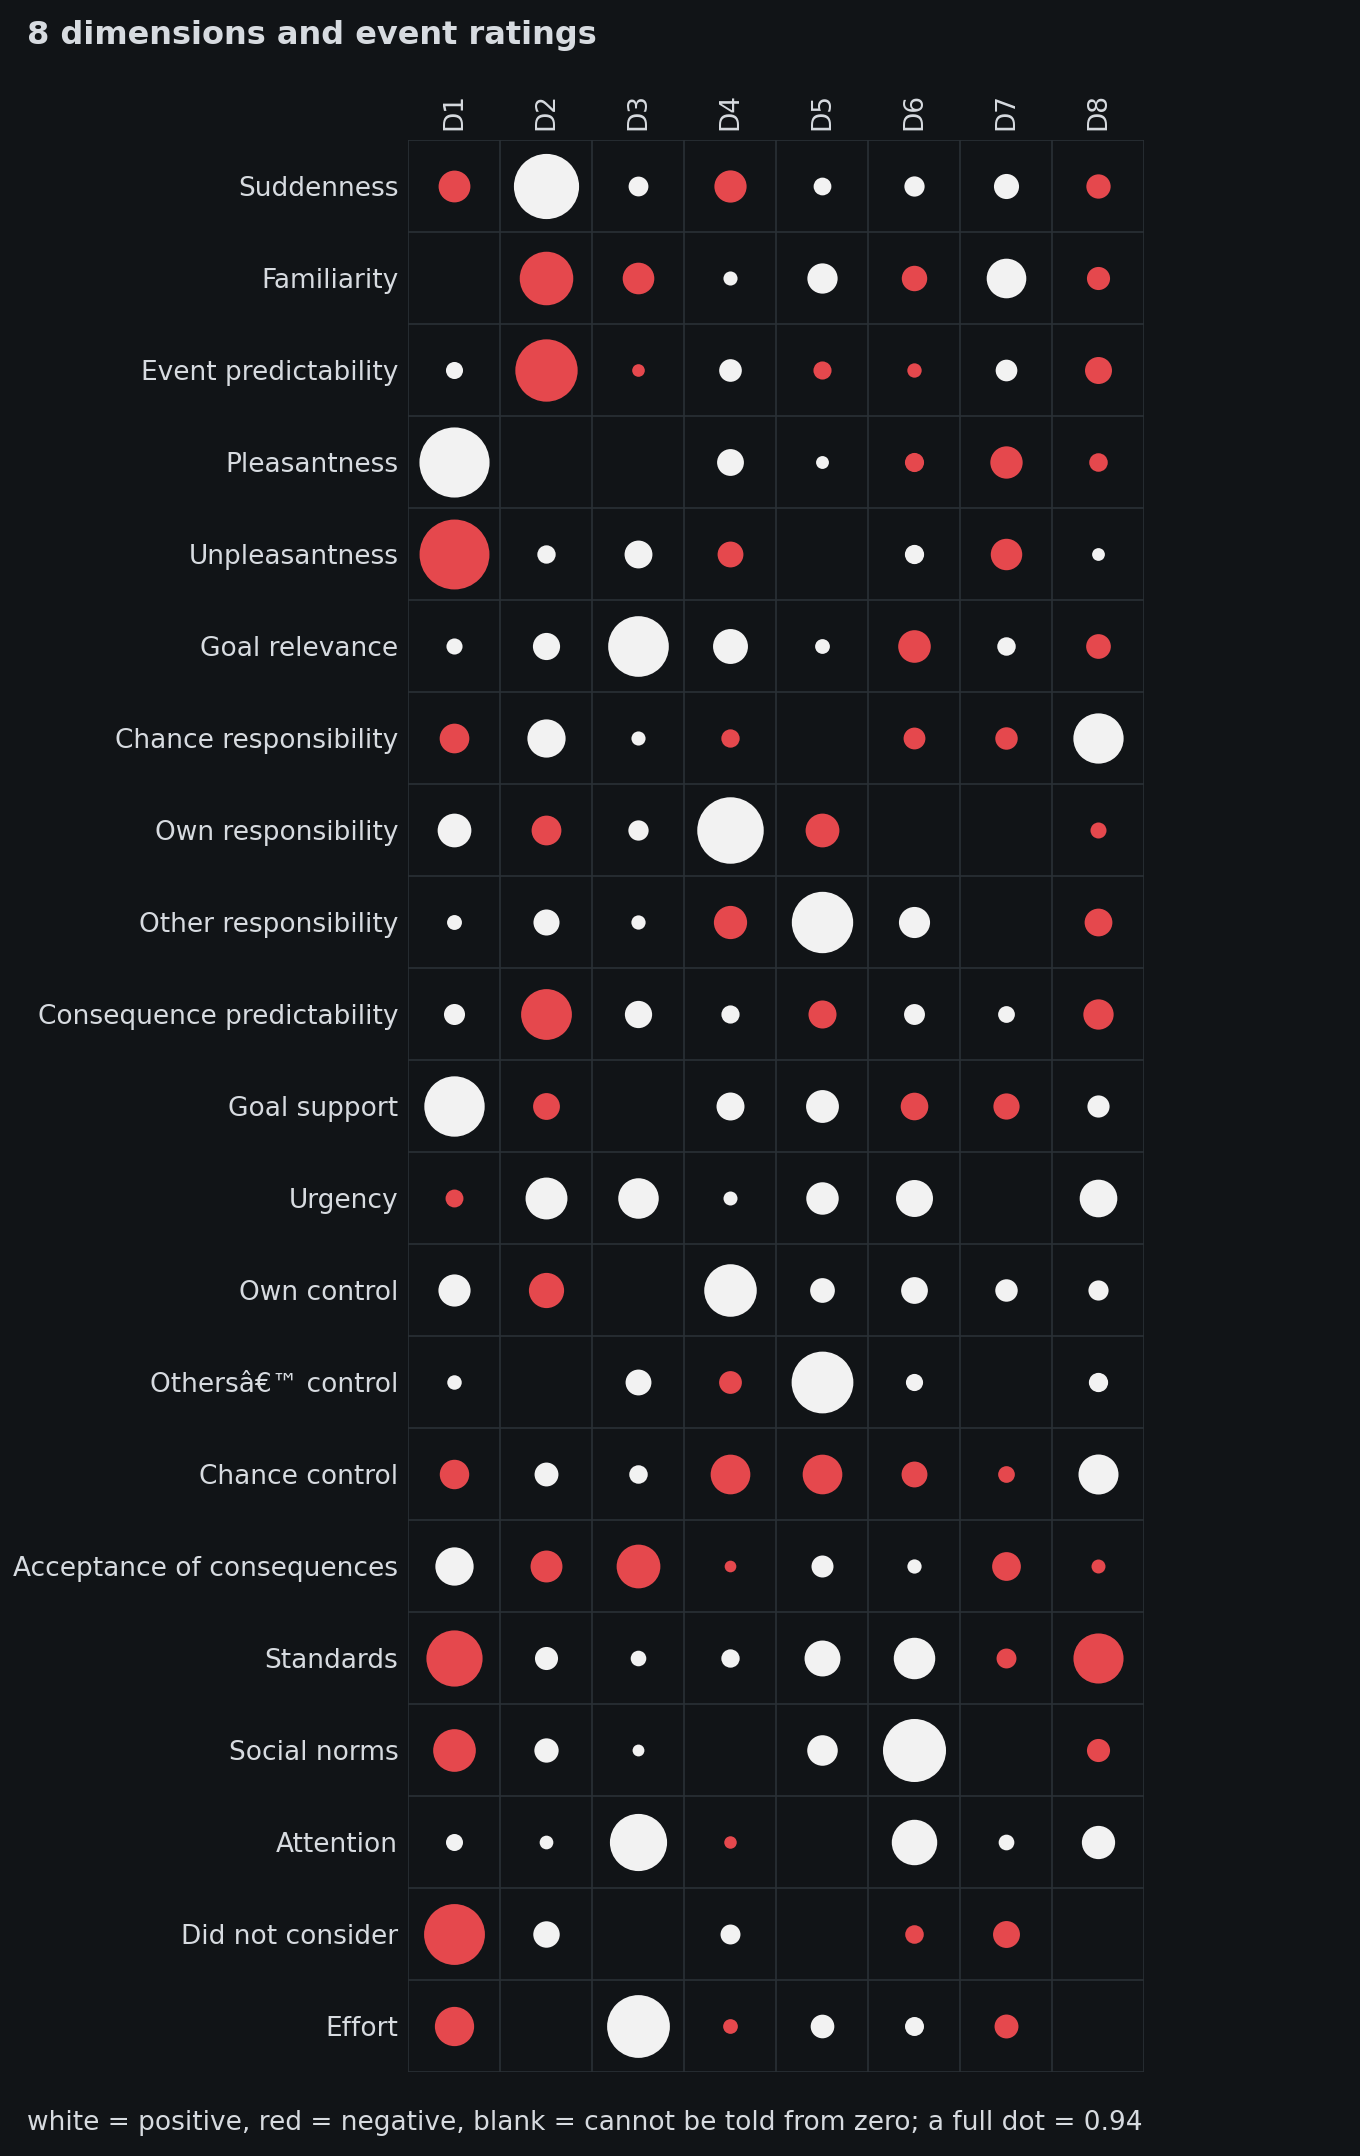 8 dimensions and event ratings
D1 D2 D3 D4 D5 D6 D7 D8
Suddenness
Familiarity
Event predictability
Pleasantness
Unpleasantness
Goal relevance
Chance responsibility
Own responsibility
Other responsibility
Consequence predictability
Goal support
Urgency
Own control
Othersâ€™ control
Chance control
Acceptance of consequences
Standards
Social norms
Attention
Did not consider
Effort
white = positive, red = negative, blank = cannot be told from zero; a full dot = 0.94